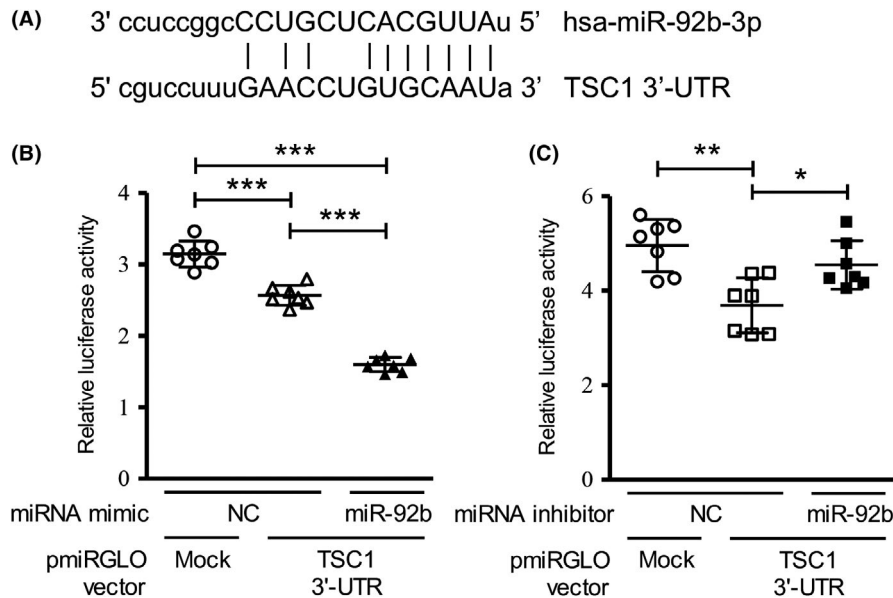 (A)
3' ccuccggcCCUGCUCACGUUAu 5’ hsa-miR-92b-3p
5' cguccuuuGAACCUGUGCAAUa 3’ TSC1 3’-UTR
(B)
***
***
***
Relative luciferase activity
4
3
2
1
0
miRNA mimic NC miR-92b
pmiRGLO vector Mock TSC1 3’-UTR
(C)
**
*
Relative luciferase activity
6
4
2
0
miRNA inhibitor NC miR-92b
pmiRGLO vector Mock TSC1 3’-UTR